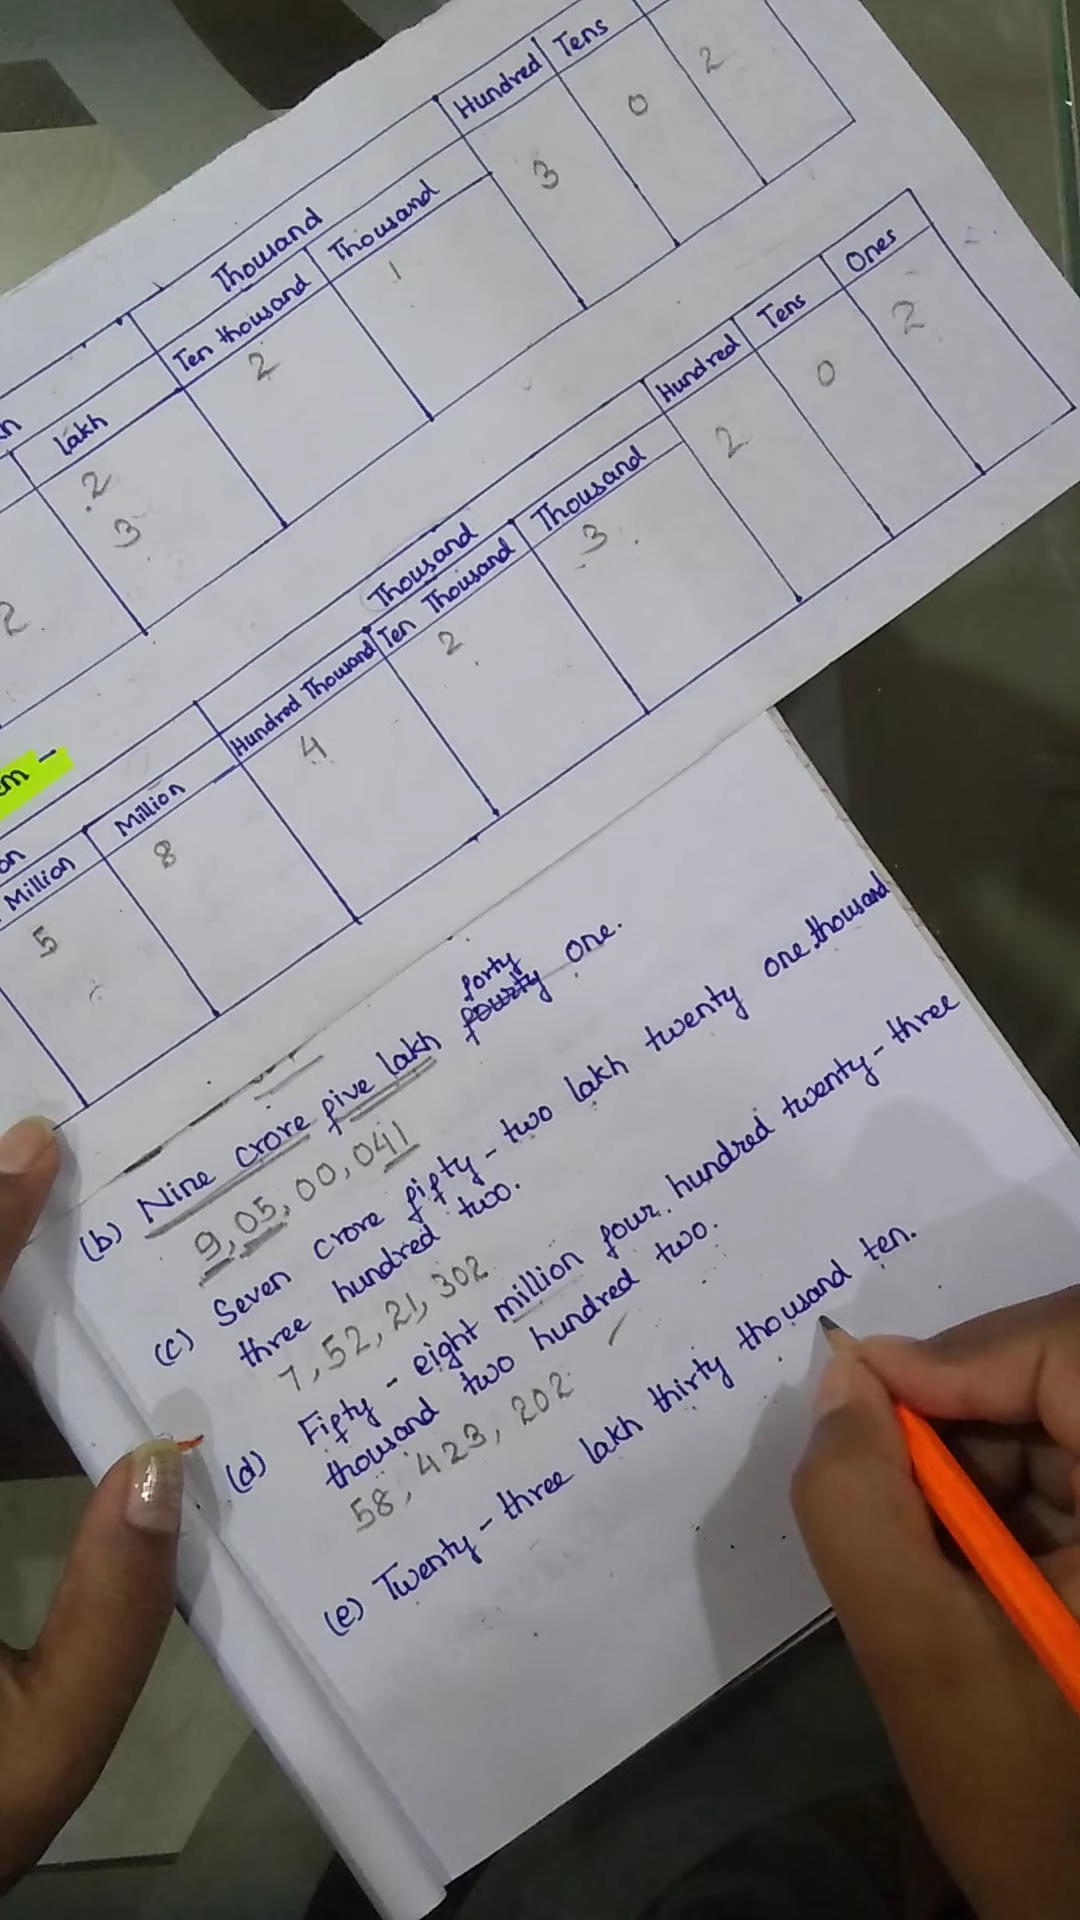 Hundred Tens
Thousand
Ten thousand Thousand
Lakh
2 2 1 3 0 2
3
2
Thousand
Million Million Hundred Thousand Ten Thousand Thousand Hundred Tens Ones
5 8 4 2 3 2 0 2
forty
(b) Nine crore five lakh fourty one.
9,05,00,041
(c) Seven crore fifty-two lakh twenty one thousand
three hundred two.
7,52,21,302
(d) Fifty-eight million four hundred twenty-three
thousand two hundred two.
58,423,202
(e) Twenty-three lakh thirty thousand ten.